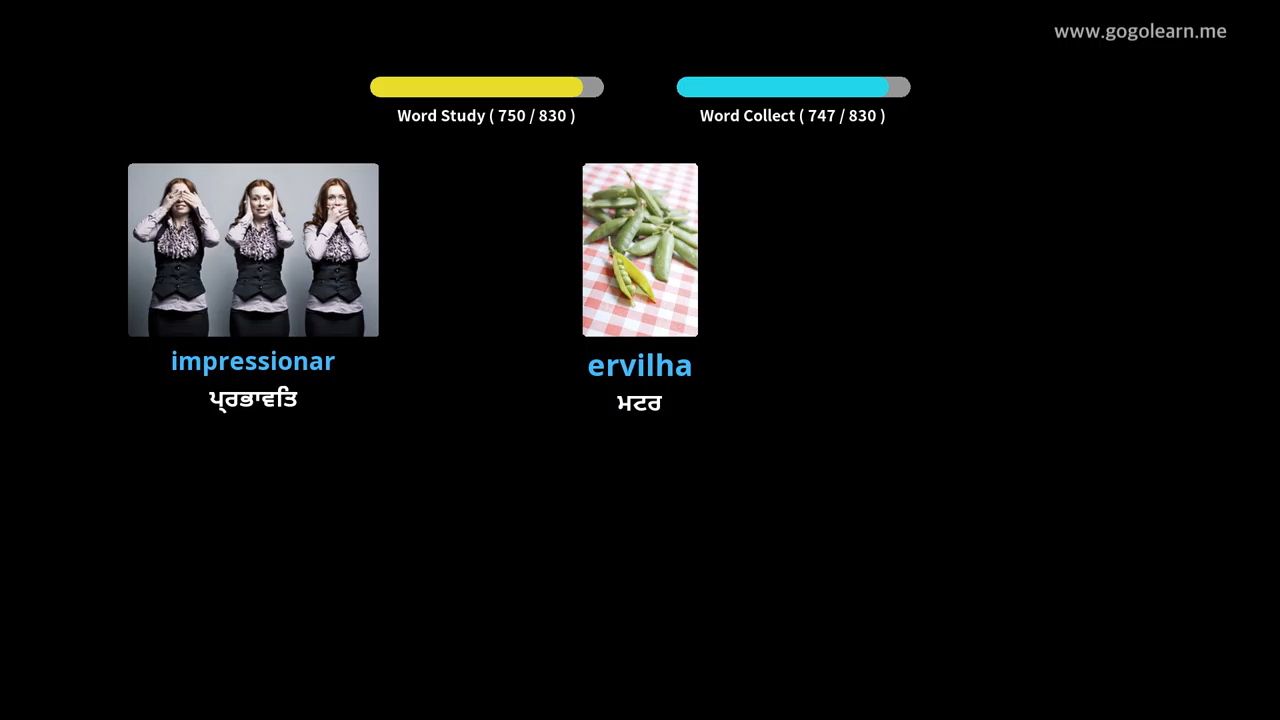 www.gogolearn.me
Word Study ( 750 / 830 )
Word Collect ( 747 / 830 )
impressionar
ਪ੍ਰਭਾਵਤਿ
ervilha
ਮਟਰ